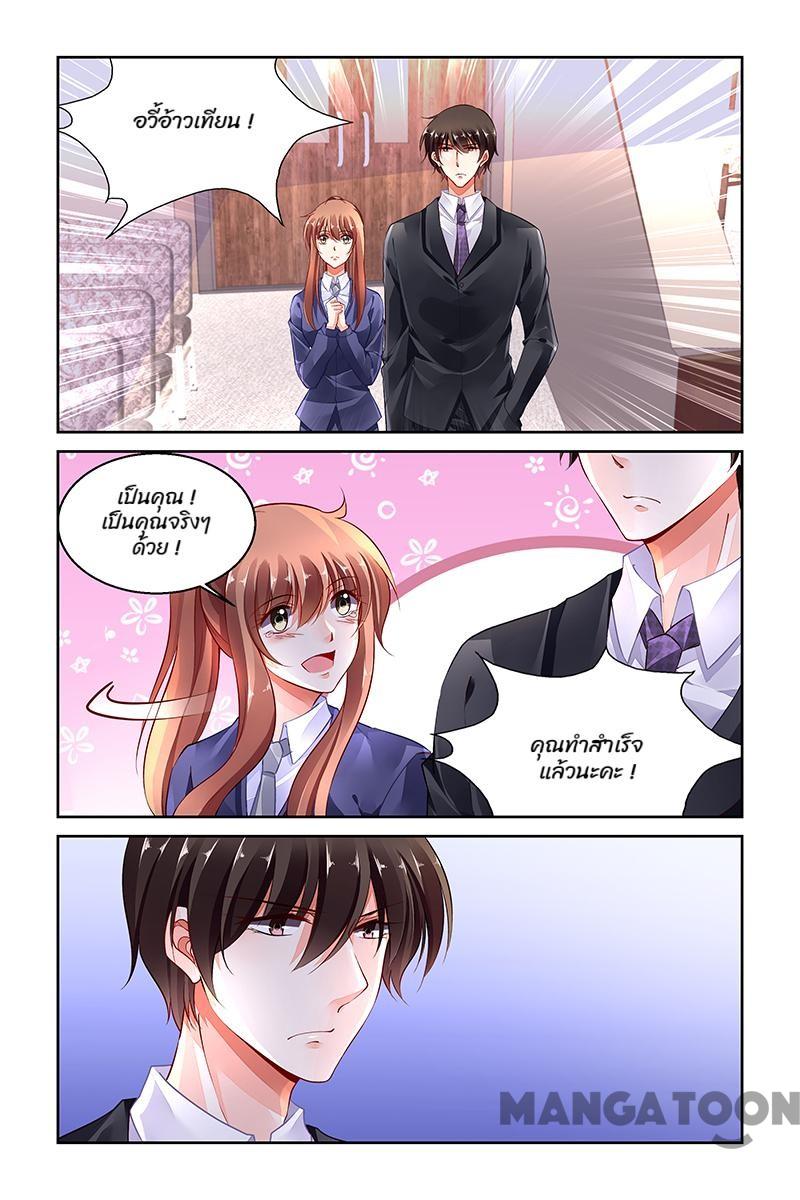 อวี้อ้าวเทียน !
เป็นคุณ !
เป็นคุณจริงๆ
ด้วย !
คุณทำสำเร็จ
แล้วนะคะ !
MANGATOON